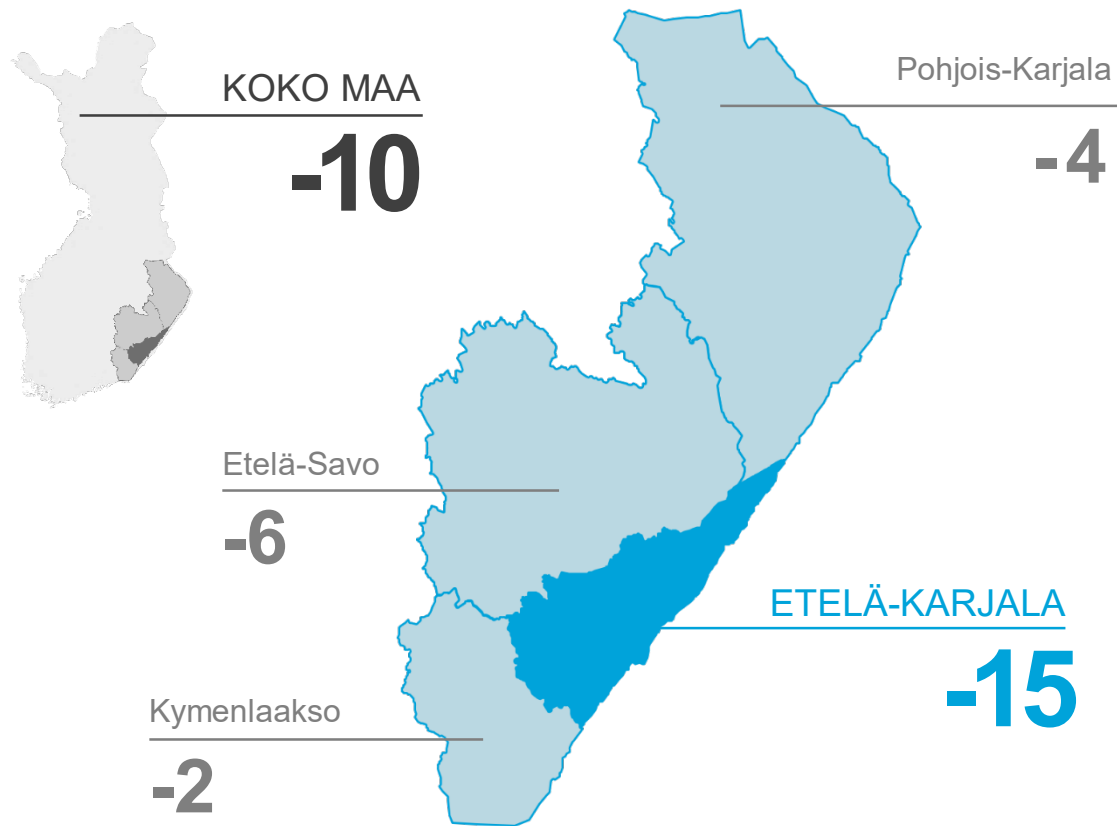 KOKO MAA
-10
Pohjois-Karjala
-4
Etelä-Savo
-6
ETELÄ-KARJALA
-15
Kymenlaakso
-2